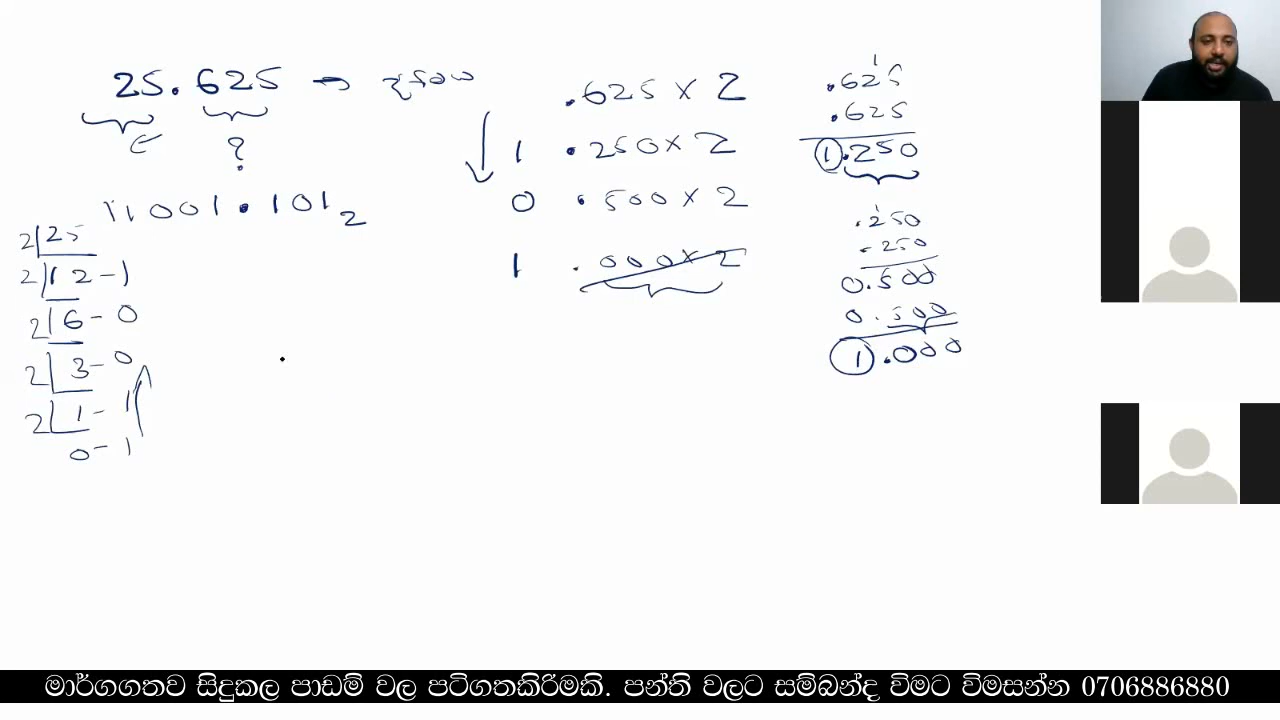 25.625 → ද්විමය
?
11001.101₂
2 25
2 12 - 1
2 6 - 0
2 3 - 0
2 1 - 1
0 - 1
.625 × 2
1 .250 × 2
0 .500 × 2
1 .000 × 2
1
.625
.625
1.250
1
.250
.250
0.500
0.500
1.000
මාර්ගගතව සිදුකල පාඩම් වල පටිගතකිරීමකි. පන්ති වලට සම්බන්ද වීමට විමසන්න 0706886880